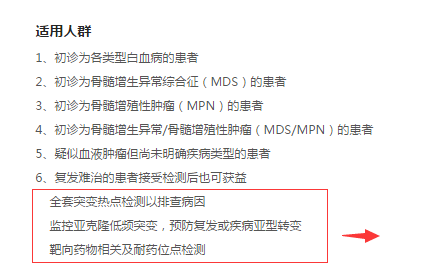 适用人群
1、初诊为各类型白血病的患者
2、初诊为骨髓增生异常综合征（MDS）的患者
3、初诊为骨髓增殖性肿瘤（MPN）的患者
4、初诊为骨髓增生异常/骨髓增殖性肿瘤（MDS/MPN）的患者
5、疑似血液肿瘤但尚未明确疾病类型的患者
6、复发难治的患者接受检测后也可获益
全套突变热点检测以排查病因
监控亚克隆低频突变，预防复发或疾病亚型转变
靶向药物相关及耐药位点检测